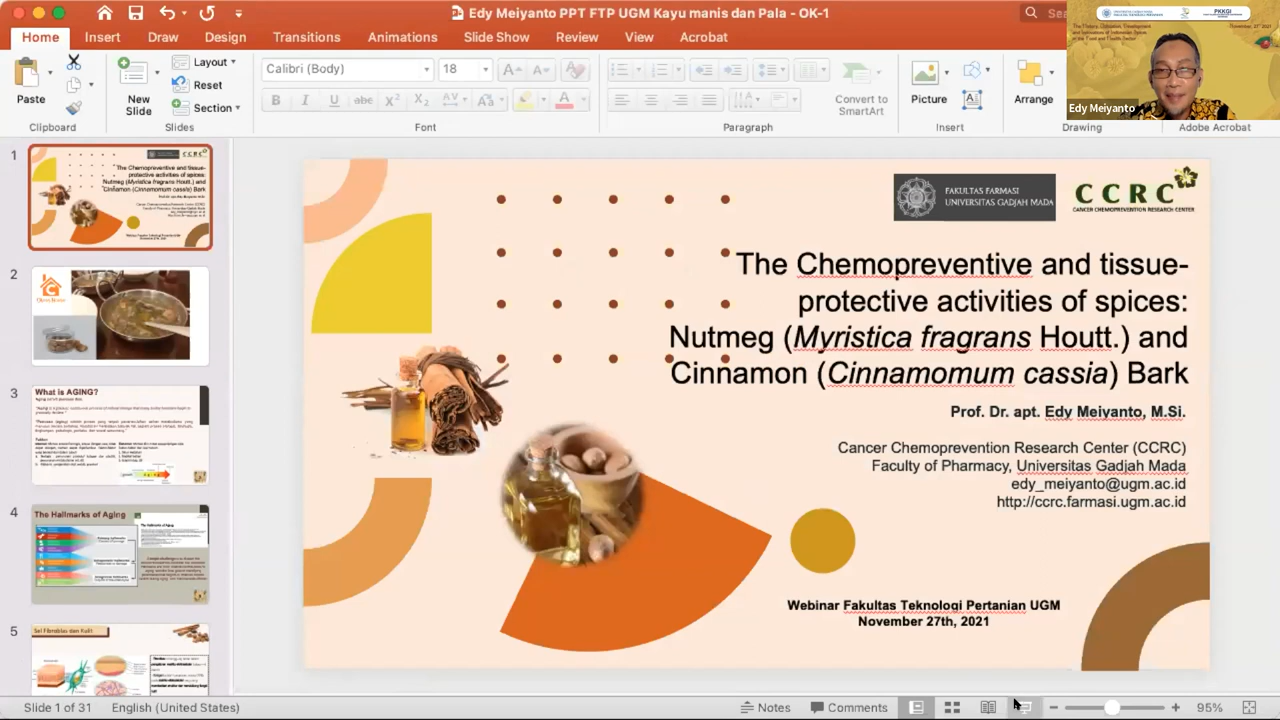 Edy Meiyanto PPT FTP UGM Kayu manis dan Pala - OK-1
Home
Insert
Draw
Design
Transitions
Slide Show
Review
View
Acrobat
Paste
New
Slide
Layout
Reset
Section
Calibri (Body)
18
Convert to
SmartArt
Picture
Arrange
Clipboard
Slides
Font
Paragraph
Insert
Drawing
Adobe Acrobat
Edy Meiyanto
1
2
3
What is AGING?
4
The Hallmarks of Aging
5
Sel Fibroblas dan Kulit
FAKULTAS FARMASI
UNIVERSITAS GADJAH MADA
CCRC
CANCER CHEMOPREVENTION RESEARCH CENTER
The Chemopreventive and tissue-
protective activities of spices:
Nutmeg (Myristica fragrans Houtt.) and
Cinnamon (Cinnamomum cassia) Bark
Prof. Dr. apt. Edy Meiyanto, M.Si.
Cancer Chemoprevention Research Center (CCRC)
Faculty of Pharmacy, Universitas Gadjah Mada
edy_meiyanto@ugm.ac.id
http://ccrc.farmasi.ugm.ac.id
Webinar Fakultas Teknologi Pertanian UGM
November 27th, 2021
Slide 1 of 31
English (United States)
Notes
Comments
95%